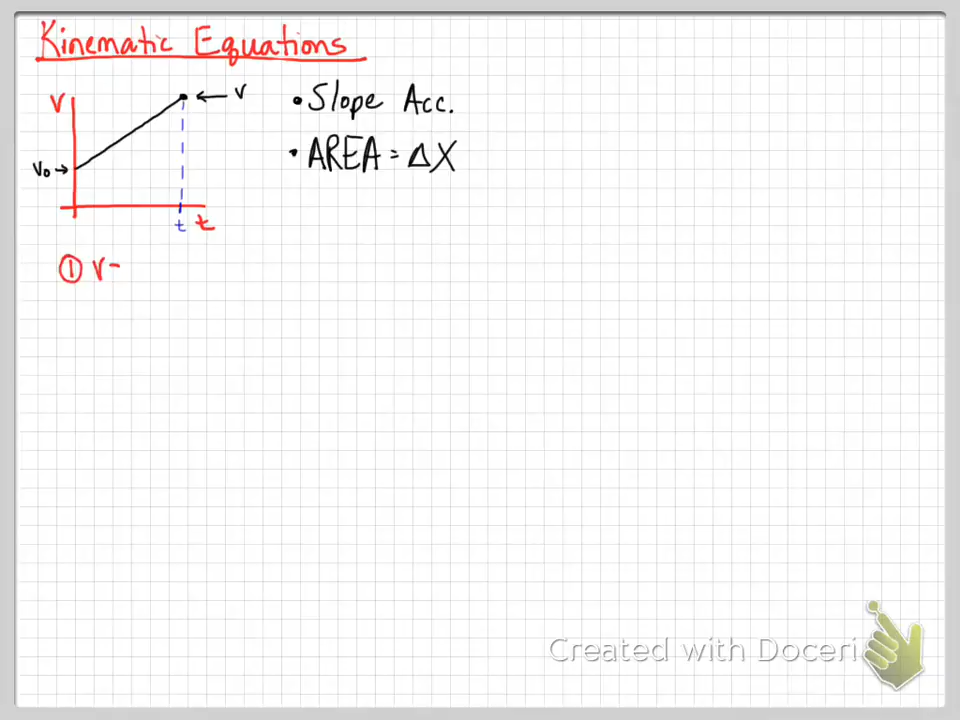 Kinematic Equations
V
← V
V₀ →
t
t
• Slope Acc.
• AREA = ΔX
① V-
Created with Doceri